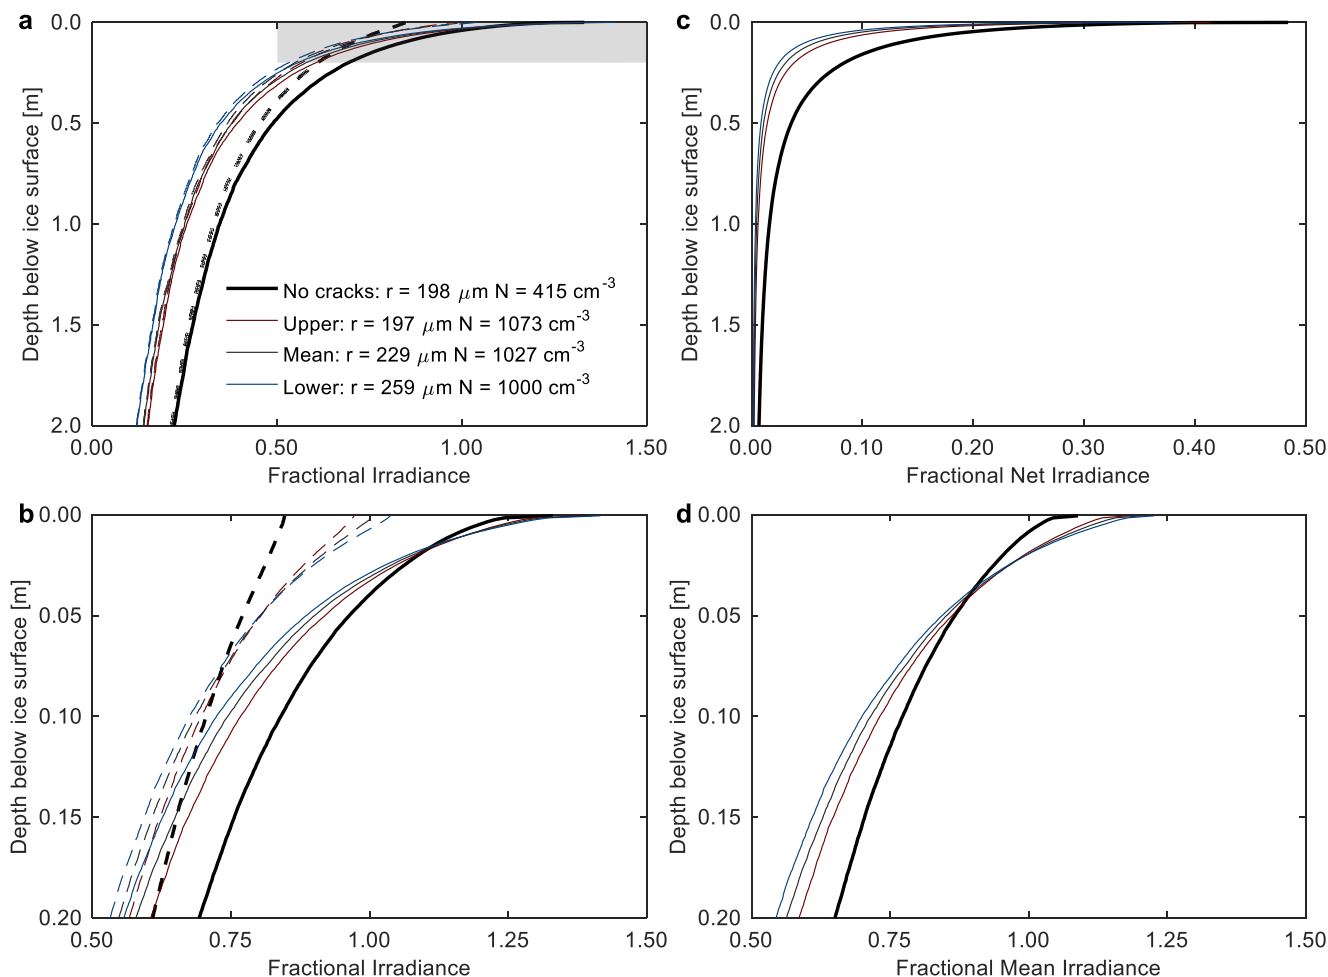 a
0.0
0.5
1.0
1.5
2.0
Depth below ice surface [m]
No cracks: r = 198 μm N = 415 cm⁻³
Upper: r = 197 μm N = 1073 cm⁻³
Mean: r = 229 μm N = 1027 cm⁻³
Lower: r = 259 μm N = 1000 cm⁻³
0.00 0.50 1.00 1.50
Fractional Irradiance
c
0.0
0.5
1.0
1.5
2.0
Depth below ice surface [m]
0.00 0.10 0.20 0.30 0.40 0.50
Fractional Net Irradiance
b
0.00
0.05
0.10
0.15
0.20
Depth below ice surface [m]
0.50 0.75 1.00 1.25 1.50
Fractional Irradiance
d
0.00
0.05
0.10
0.15
0.20
Depth below ice surface [m]
0.50 0.75 1.00 1.25 1.50
Fractional Mean Irradiance